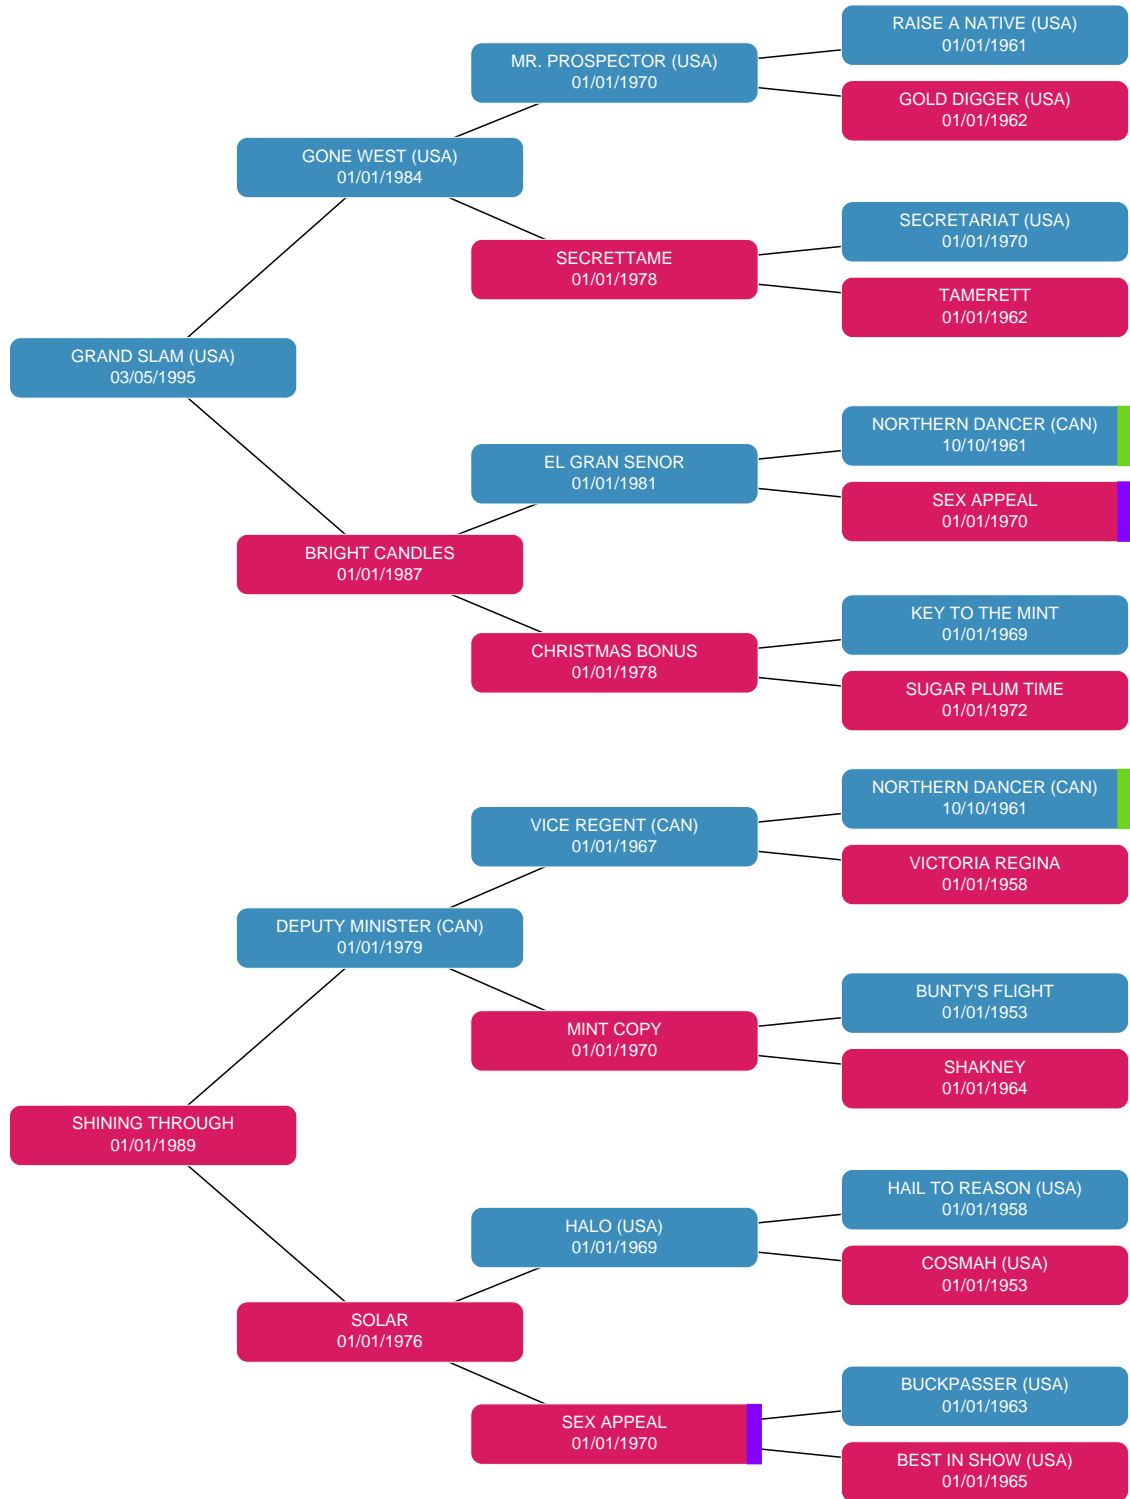 RAISE A NATIVE (USA)
01/01/1961
MR. PROSPECTOR (USA)
01/01/1970
GOLD DIGGER (USA)
01/01/1962
GONE WEST (USA)
01/01/1984
SECRETARIAT (USA)
01/01/1970
SECRETTAME
01/01/1978
TAMERETT
01/01/1962
GRAND SLAM (USA)
03/05/1995
NORTHERN DANCER (CAN)
10/10/1961
EL GRAN SENOR
01/01/1981
SEX APPEAL
01/01/1970
BRIGHT CANDLES
01/01/1987
KEY TO THE MINT
01/01/1969
CHRISTMAS BONUS
01/01/1978
SUGAR PLUM TIME
01/01/1972
NORTHERN DANCER (CAN)
10/10/1961
VICE REGENT (CAN)
01/01/1967
VICTORIA REGINA
01/01/1958
DEPUTY MINISTER (CAN)
01/01/1979
BUNTY'S FLIGHT
01/01/1953
MINT COPY
01/01/1970
SHAKNEY
01/01/1964
SHINING THROUGH
01/01/1989
HAIL TO REASON (USA)
01/01/1958
HALO (USA)
01/01/1969
COSMAH (USA)
01/01/1953
SOLAR
01/01/1976
BUCKPASSER (USA)
01/01/1963
SEX APPEAL
01/01/1970
BEST IN SHOW (USA)
01/01/1965